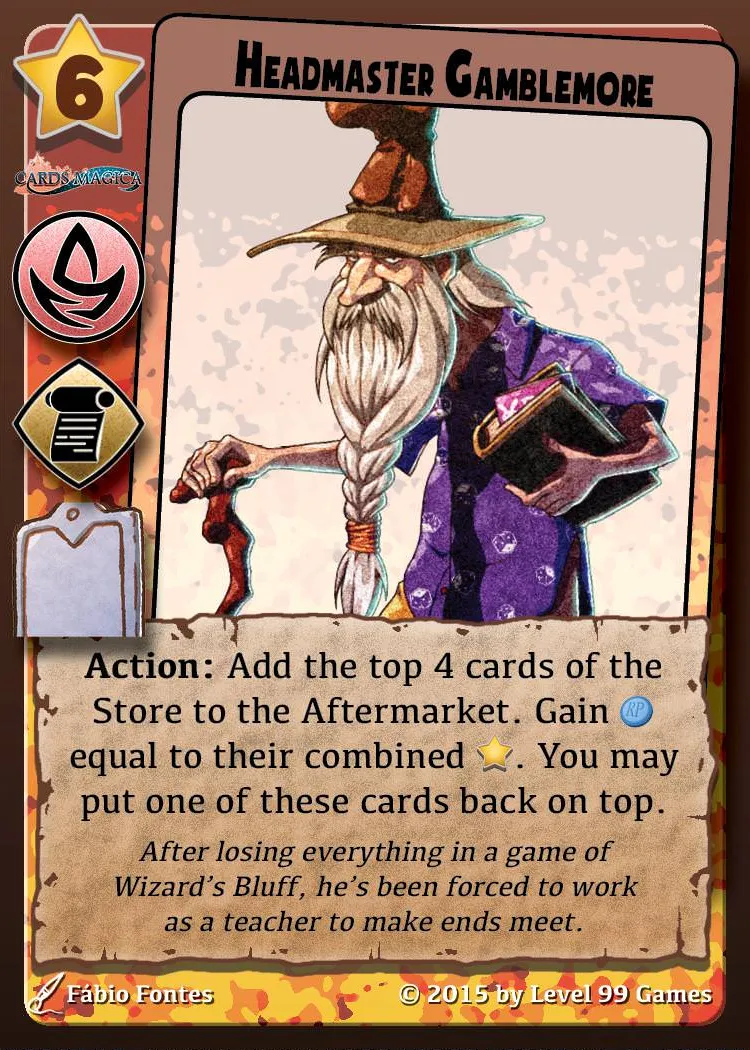 6
HEADMASTER GAMBLEMORE
CARDS MAGICA
Action: Add the top 4 cards of the
Store to the Aftermarket. Gain RP
equal to their combined . You may
put one of these cards back on top.
After losing everything in a game of
Wizard's Bluff, he's been forced to work
as a teacher to make ends meet.
Fábio Fontes
© 2015 by Level 99 Games